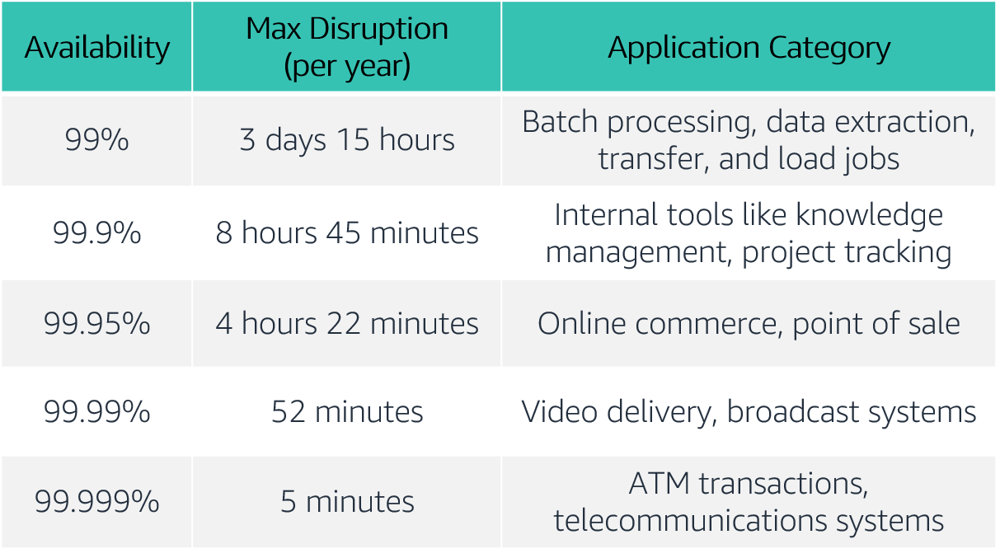 Availability
Max Disruption
(per year)
Application Category
99%
3 days 15 hours
Batch processing, data extraction,
transfer, and load jobs
99.9%
8 hours 45 minutes
Internal tools like knowledge
management, project tracking
99.95%
4 hours 22 minutes
Online commerce, point of sale
99.99%
52 minutes
Video delivery, broadcast systems
99.999%
5 minutes
ATM transactions,
telecommunications systems